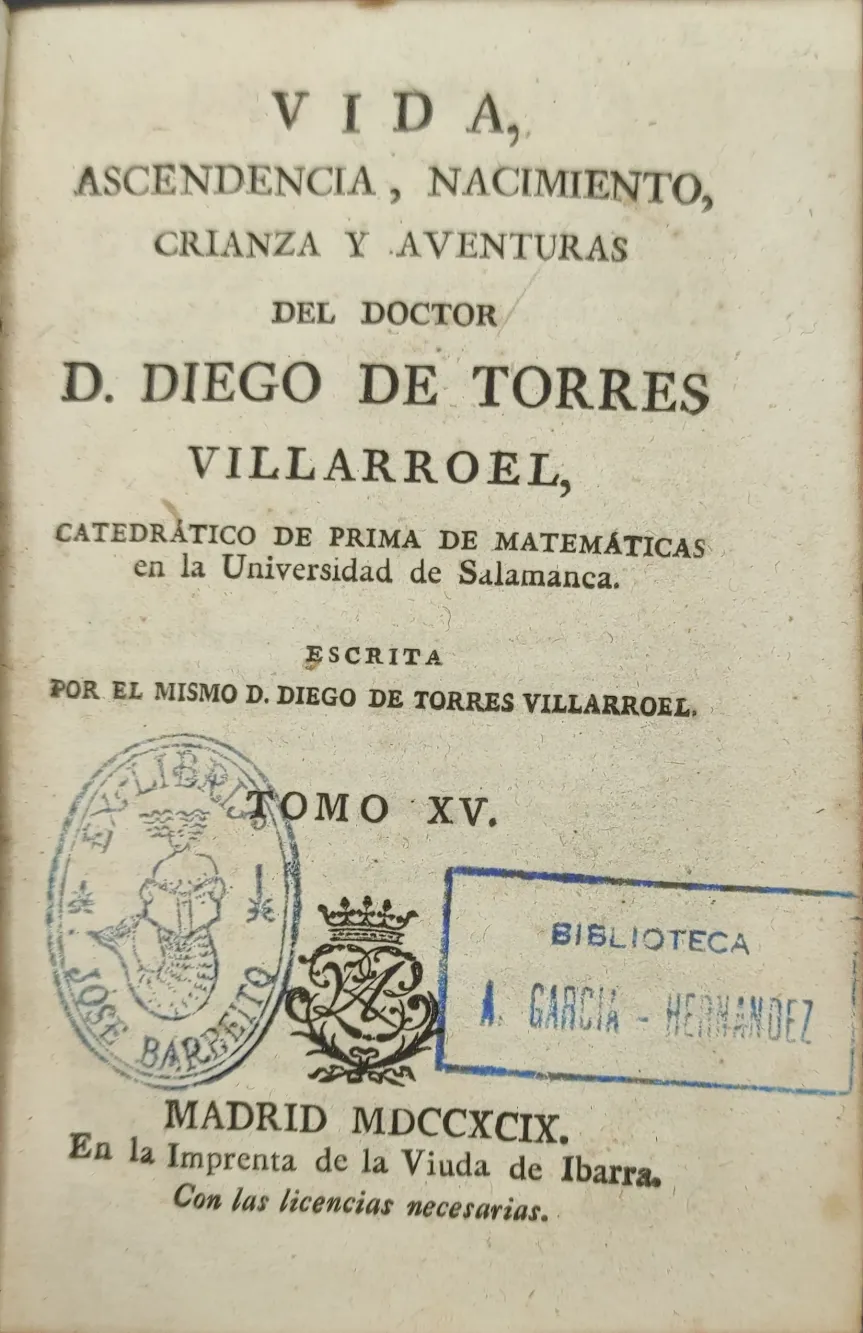 VIDA,
ASCENDENCIA, NACIMIENTO,
CRIANZA Y AVENTURAS
DEL DOCTOR
D. DIEGO DE TORRES
VILLARROEL,
CATEDRÁTICO DE PRIMA DE MATEMÁTICAS
en la Universidad de Salamanca.
ESCRITA
POR EL MISMO D. DIEGO DE TORRES VILLARROEL.
TOMO XV.
EX-LIBRIS
JOSE BARBEITO
BIBLIOTECA
A. GARCIA - HERNANDEZ
MADRID MDCCXCIX.
En la Imprenta de la Viuda de Ibarra.
Con las licencias necesarias.